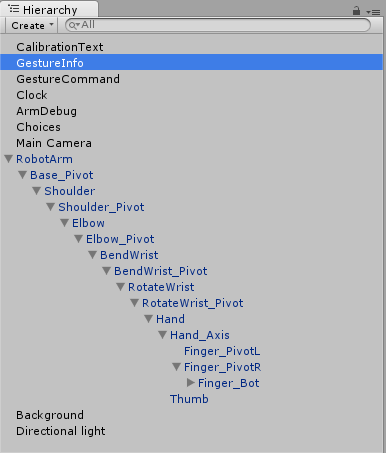 Hierarchy
Create All
CalibrationText
GestureInfo
GestureCommand
Clock
ArmDebug
Choices
Main Camera
RobotArm
Base_Pivot
Shoulder
Shoulder_Pivot
Elbow
Elbow_Pivot
BendWrist
BendWrist_Pivot
RotateWrist
RotateWrist_Pivot
Hand
Hand_Axis
Finger_PivotL
Finger_PivotR
Finger_Bot
Thumb
Background
Directional light